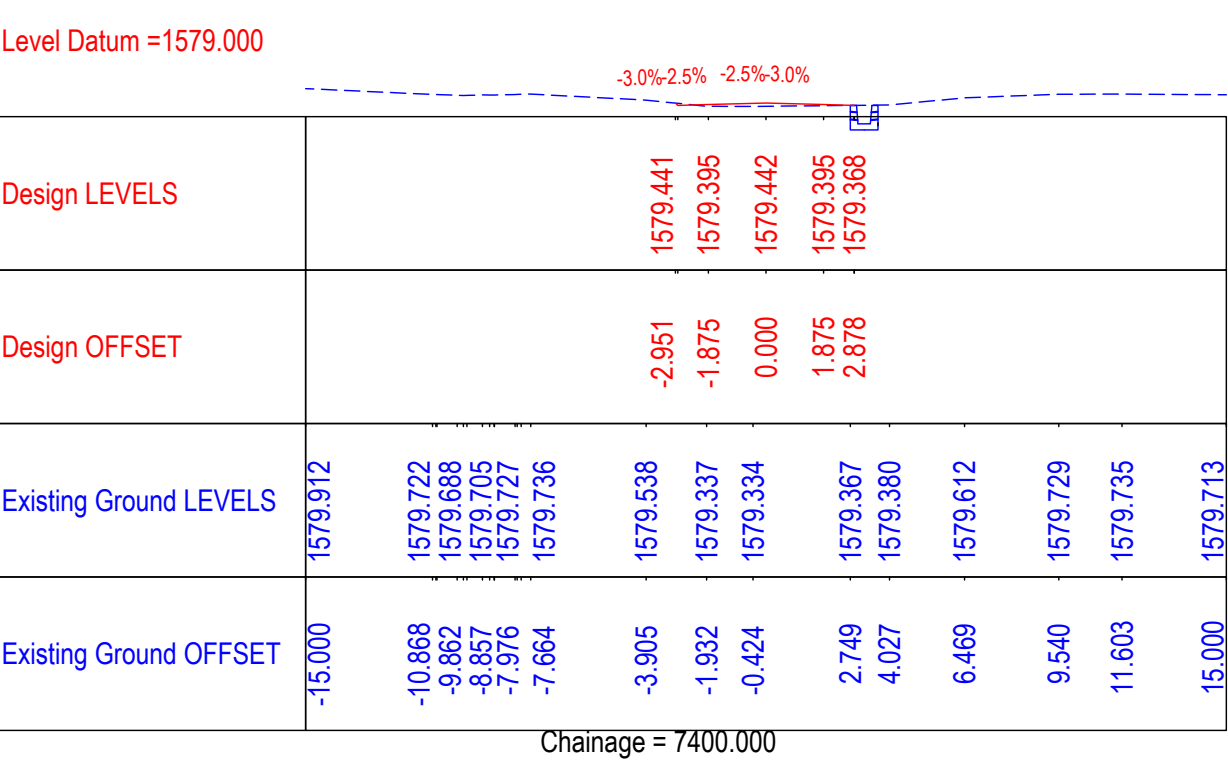 Level Datum =1579.000
-3.0%-2.5% -2.5%-3.0%
Design LEVELS 1579.441 1579.395 1579.442 1579.395 1579.368
Design OFFSET -2.951 -1.875 0.000 1.875 2.878
Existing Ground LEVELS 1579.912 1579.722 1579.688 1579.705 1579.727 1579.736 1579.538 1579.337 1579.334 1579.367 1579.380 1579.612 1579.729 1579.735 1579.713
Existing Ground OFFSET -15.000 -10.868 -9.862 -8.857 -7.976 -7.664 -3.905 -1.932 -0.424 2.749 4.027 6.469 9.540 11.603 15.000
Chainage = 7400.000